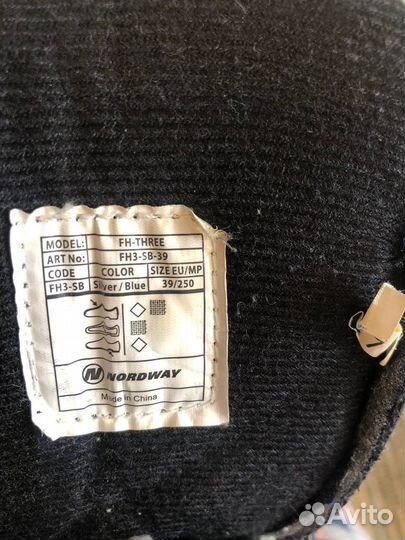 MODEL: FH-THREE
ART No: FH3-SB-39
CODE COLOR SIZE EU/MP
FH3-SB Silver / Blue 39/250
NORDWAY
Made in China
Avito